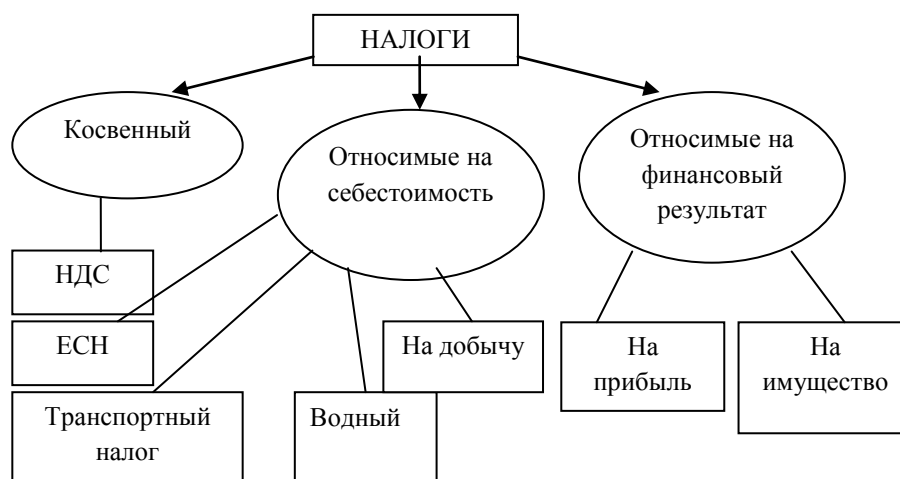 НАЛОГИ
Косвенный
Относимые на
себестоимость
Относимые на
финансовый
результат
НДС
ЕСН
На добычу
На
прибыль
На
имущество
Транспортный
налог
Водный